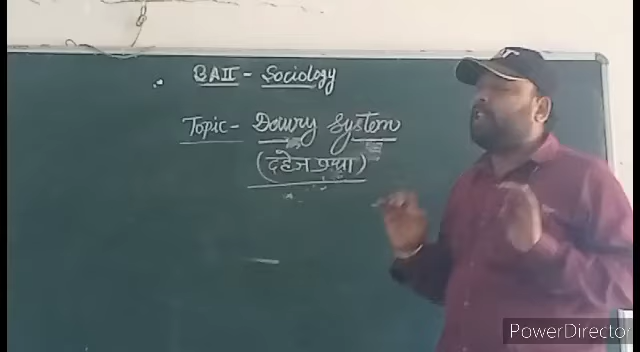 BA II - Sociology
Topic - Dowry System
(दहेज प्रथा)
PowerDirector